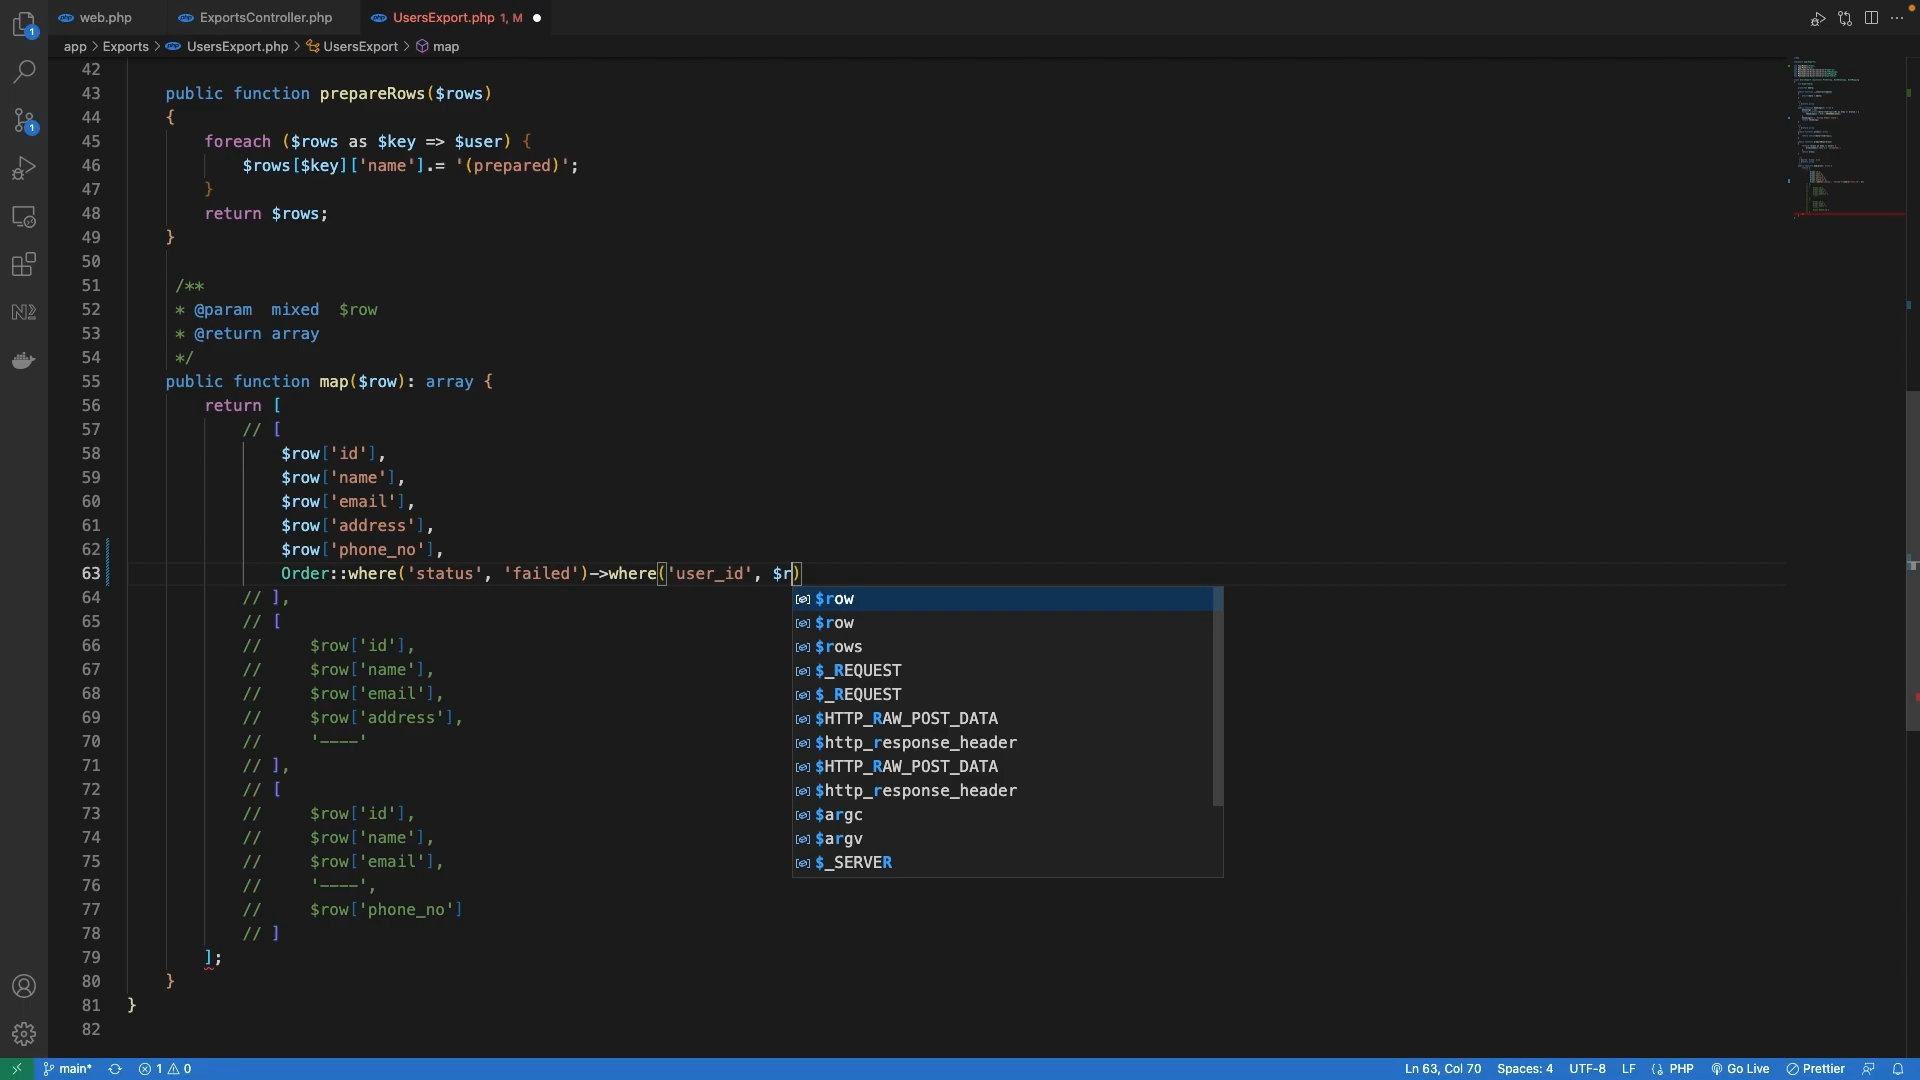 web.php
ExportsController.php
UsersExport.php 1, M
app > Exports > UsersExport.php > UsersExport > map
42
43 public function prepareRows($rows)
44 {
45 foreach ($rows as $key => $user) {
46 $rows[$key]['name'].= '(prepared)';
47 }
48 return $rows;
49 }
50
51 /**
52 * @param mixed $row
53 * @return array
54 */
55 public function map($row): array {
56 return [
57 // [
58 $row['id'],
59 $row['name'],
60 $row['email'],
61 $row['address'],
62 $row['phone_no'],
63 Order::where('status', 'failed')->where('user_id', $r)
$row
64 // ],
$row
65 // [
$rows
66 // $row['id'],
$_REQUEST
67 // $row['name'],
$_REQUEST
68 // $row['email'],
$HTTP_RAW_POST_DATA
69 // $row['address'],
$http_response_header
70 // '----'
$HTTP_RAW_POST_DATA
71 // ],
$http_response_header
72 // [
$argc
73 // $row['id'],
$argv
74 // $row['name'],
$_SERVER
75 // $row['email'],
76 // '----',
77 // $row['phone_no']
78 // ]
79 ];
80 }
81 }
82
1
1
main*
1 0
Ln 63, Col 70
Spaces: 4
UTF-8
LF
PHP
Go Live
Prettier